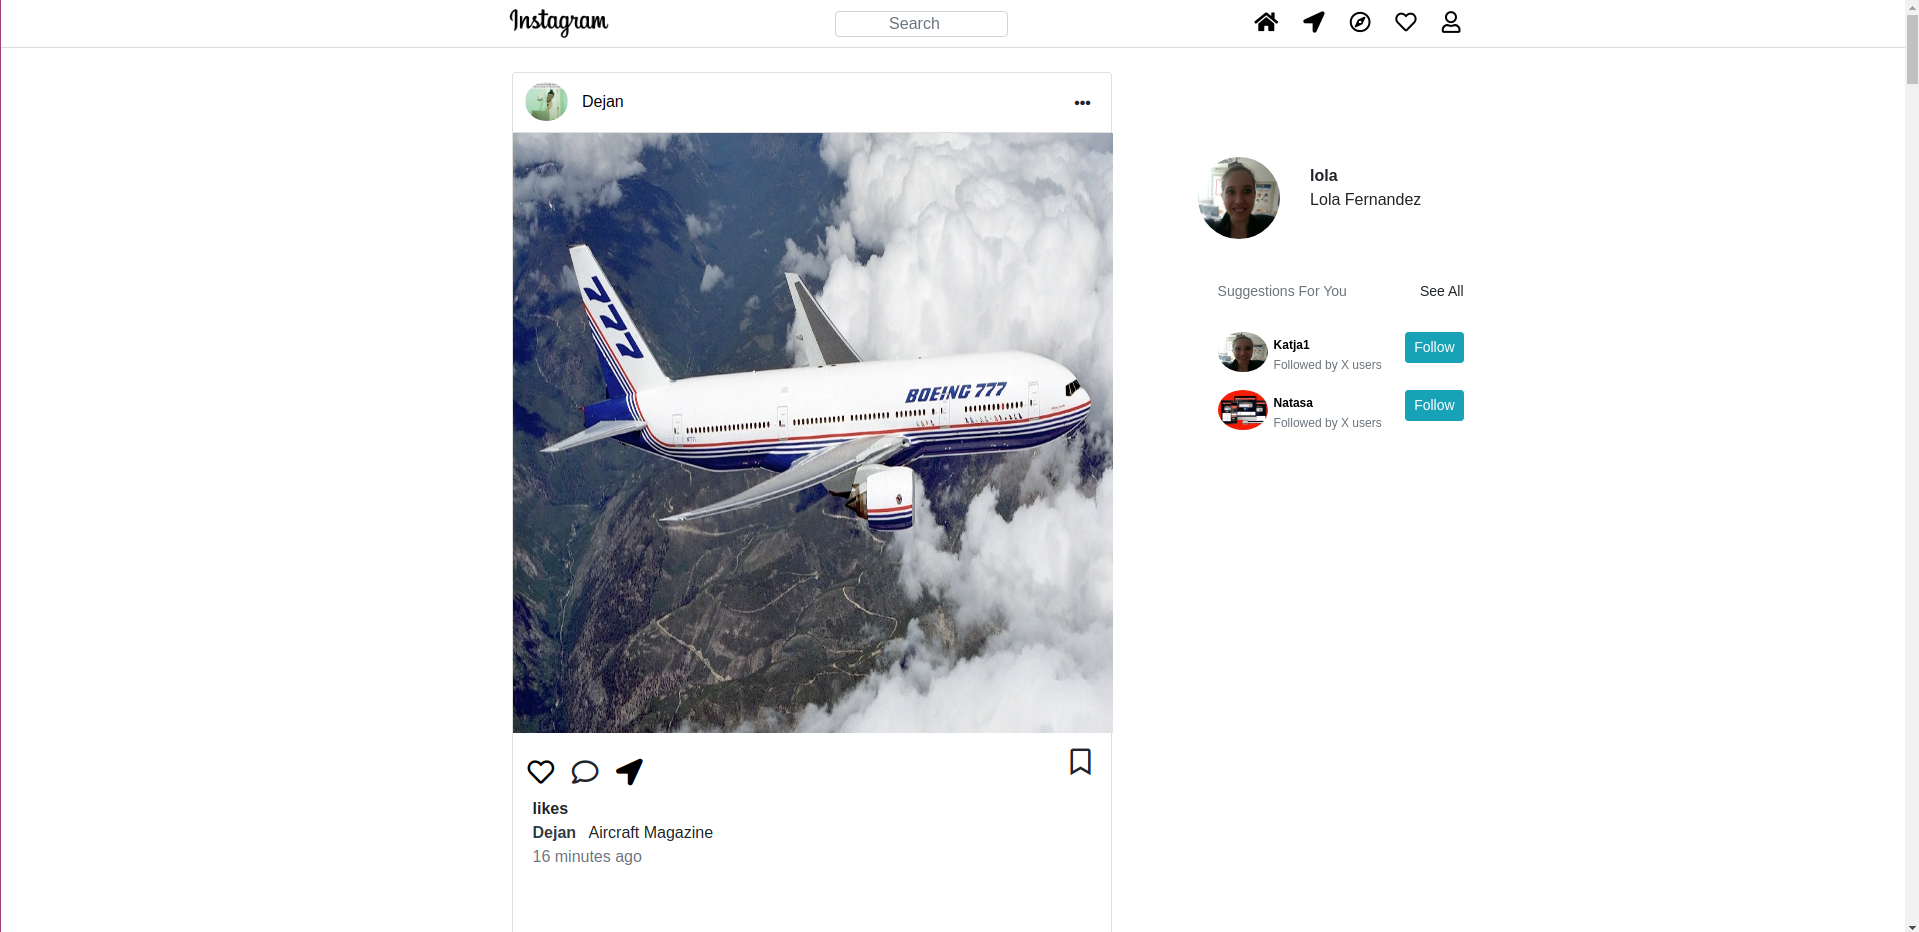 Instagram
Search
Dejan
777
BOEING 777
likes
Dejan Aircraft Magazine
16 minutes ago
lola
Lola Fernandez
Suggestions For You
See All
Katja1
Followed by X users
Follow
Natasa
Followed by X users
Follow